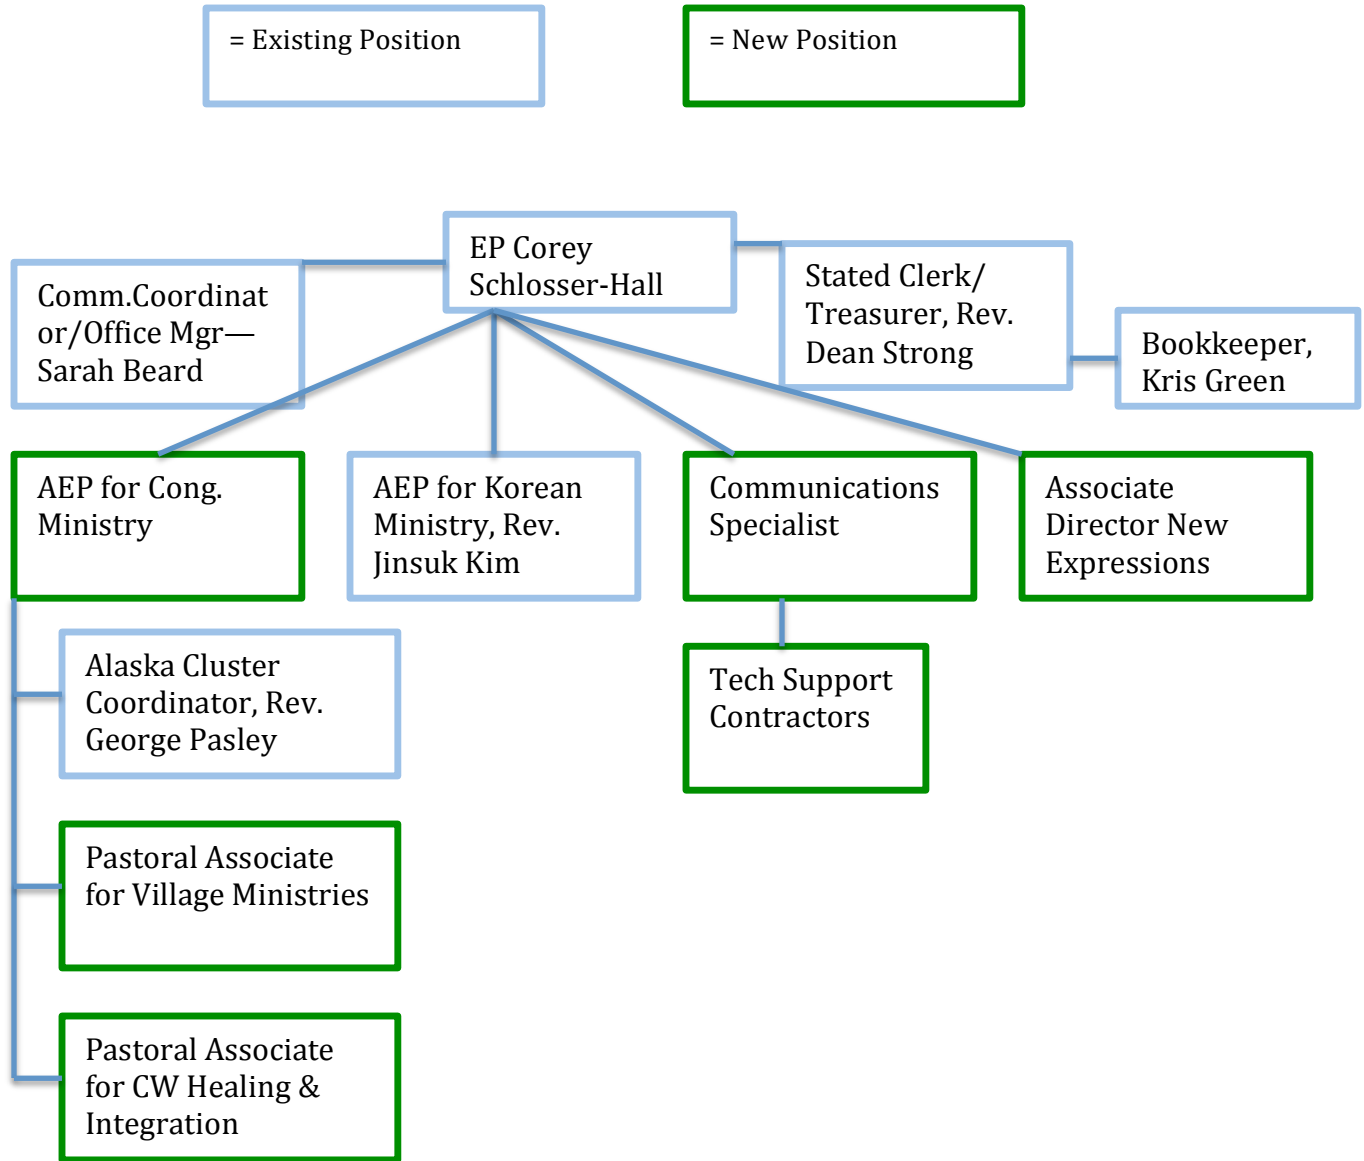 = Existing Position
= New Position
EP Corey
Schlosser-Hall
Comm.Coordinat
or/Office Mgr—
Sarah Beard
Stated Clerk/
Treasurer, Rev.
Dean Strong
Bookkeeper,
Kris Green
AEP for Cong.
Ministry
AEP for Korean
Ministry, Rev.
Jinsuk Kim
Communications
Specialist
Associate
Director New
Expressions
Alaska Cluster
Coordinator, Rev.
George Pasley
Tech Support
Contractors
Pastoral Associate
for Village Ministries
Pastoral Associate
for CW Healing &
Integration